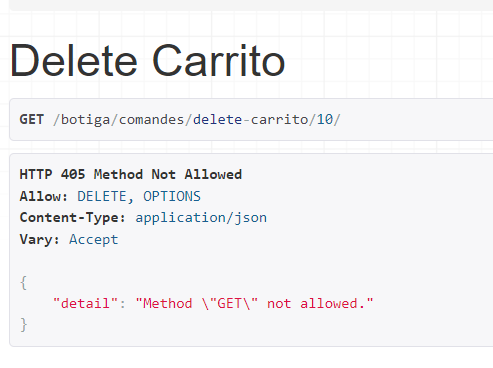 Delete Carrito
GET /botiga/comandes/delete-carrito/10/
HTTP 405 Method Not Allowed
Allow: DELETE, OPTIONS
Content-Type: application/json
Vary: Accept
{
    "detail": "Method \"GET\" not allowed."
}